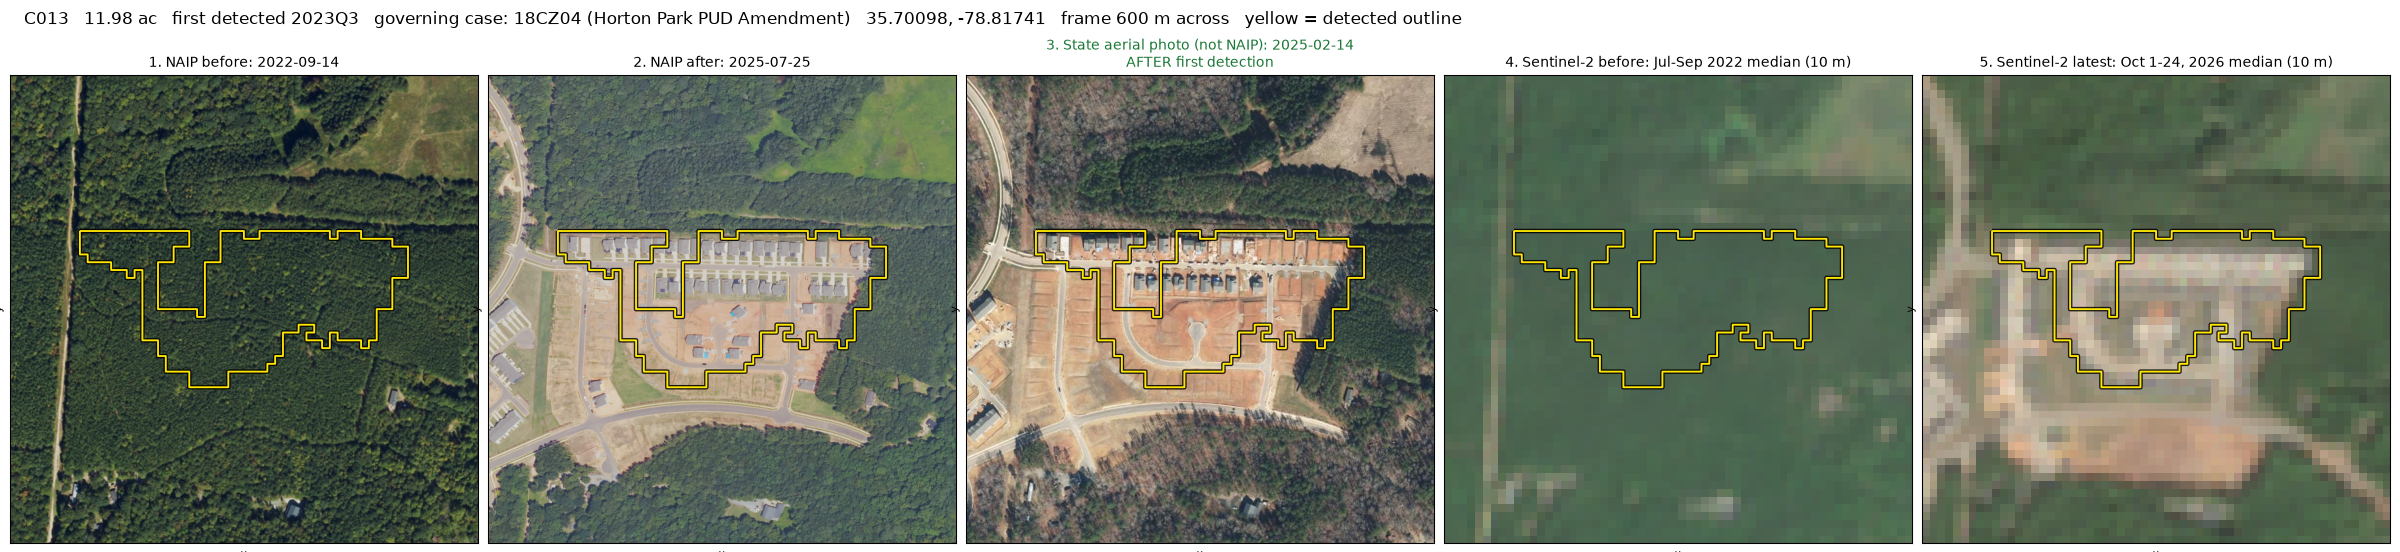 C013   11.98 ac   first detected 2023Q3   governing case: 18CZ04 (Horton Park PUD Amendment)   35.70098, -78.81741   frame 600 m across   yellow = detected outline
1. NAIP before: 2022-09-14
2. NAIP after: 2025-07-25
3. State aerial photo (not NAIP): 2025-02-14
AFTER first detection
4. Sentinel-2 before: Jul-Sep 2022 median (10 m)
5. Sentinel-2 latest: Oct 1-24, 2026 median (10 m)